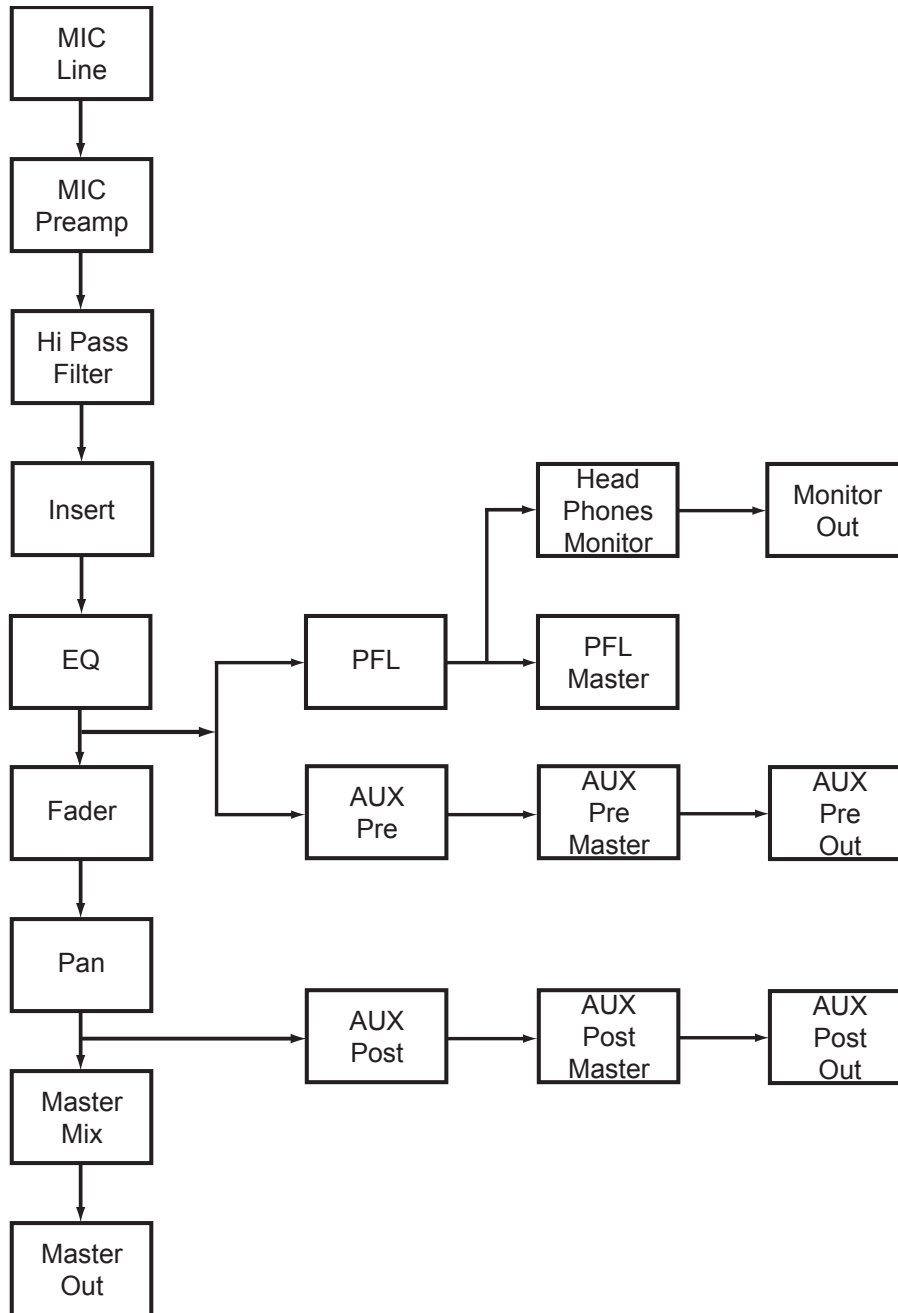 MIC
Line
MIC
Preamp
Hi Pass
Filter
Insert
Head
Phones
Monitor
Monitor
Out
EQ
PFL
PFL
Master
Fader
AUX
Pre
AUX
Pre
Master
AUX
Pre
Out
Pan
AUX
Post
AUX
Post
Master
AUX
Post
Out
Master
Mix
Master
Out